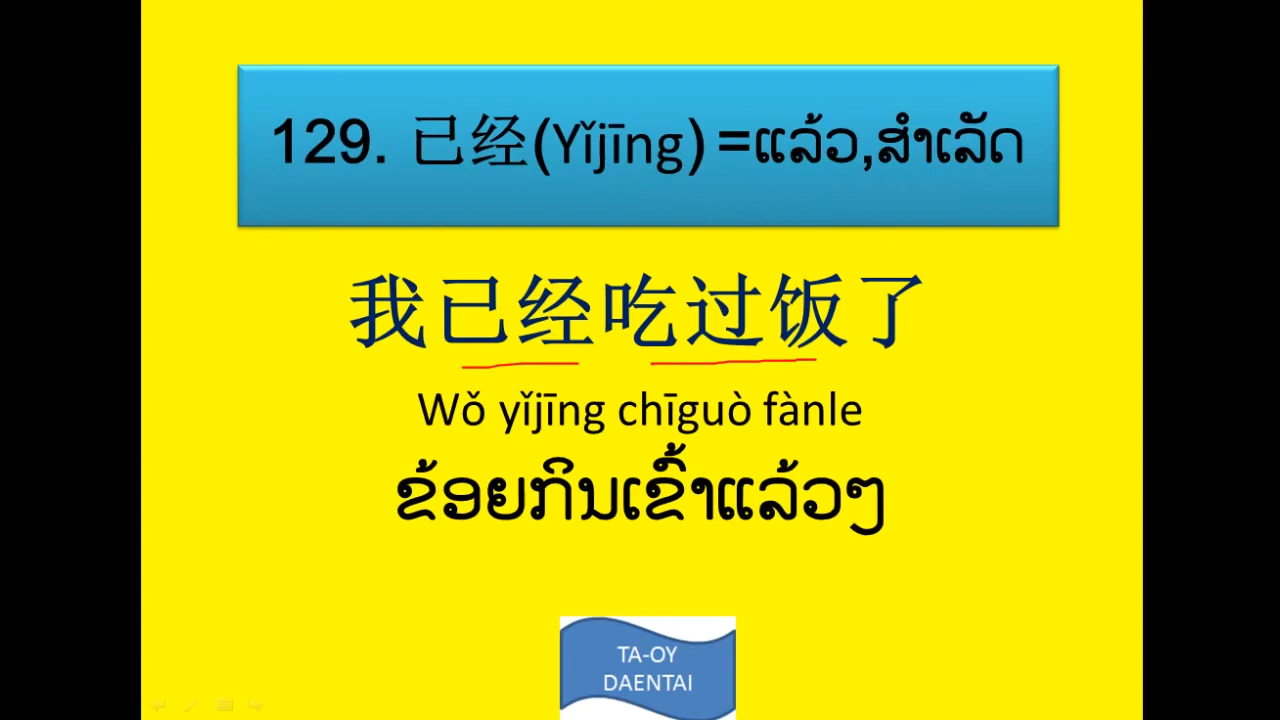 129. 已经(Yǐjīng) =ແລ້ວ,ສຳເລັດ
我已经吃过饭了
Wǒ yǐjīng chīguò fànle
ຂ້ອຍກິນເຂົ້າແລ້ວໆ
TA-OY
DAENTAI